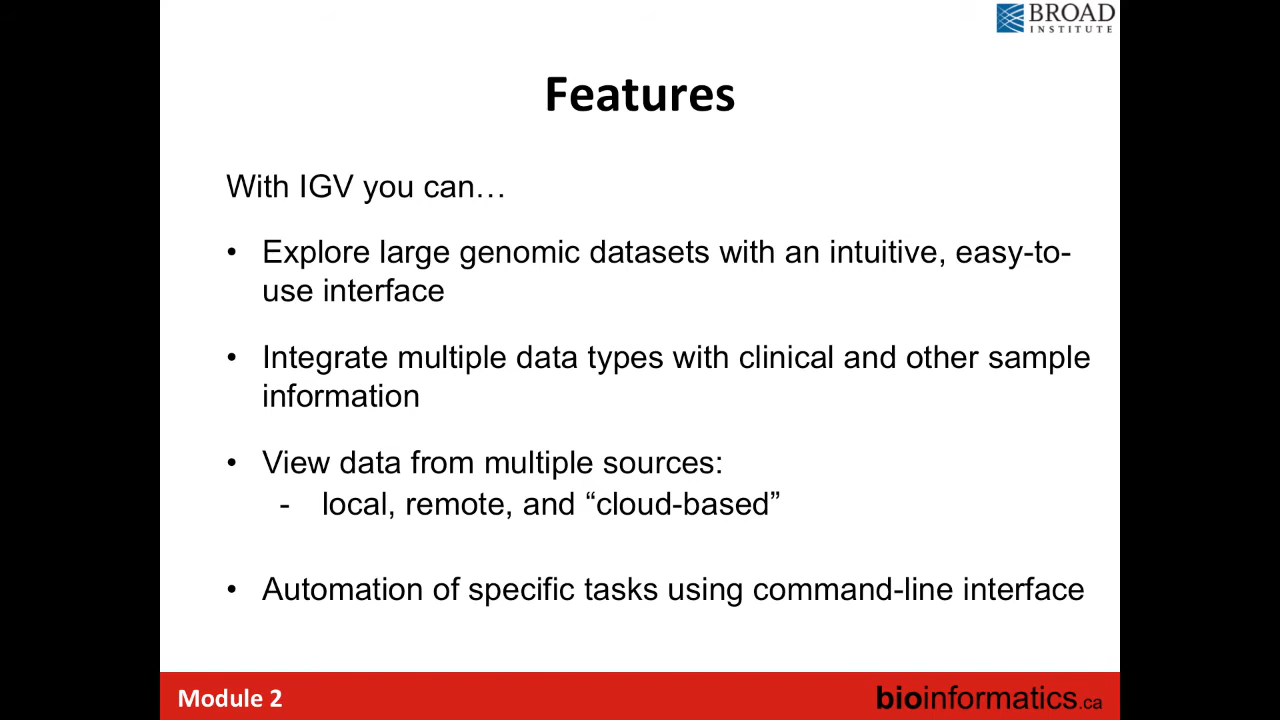 BROAD
INSTITUTE
Features
With IGV you can…
• Explore large genomic datasets with an intuitive, easy-to-
use interface
• Integrate multiple data types with clinical and other sample
information
• View data from multiple sources:
- local, remote, and “cloud-based”
• Automation of specific tasks using command-line interface
Module 2
bioinformatics.ca